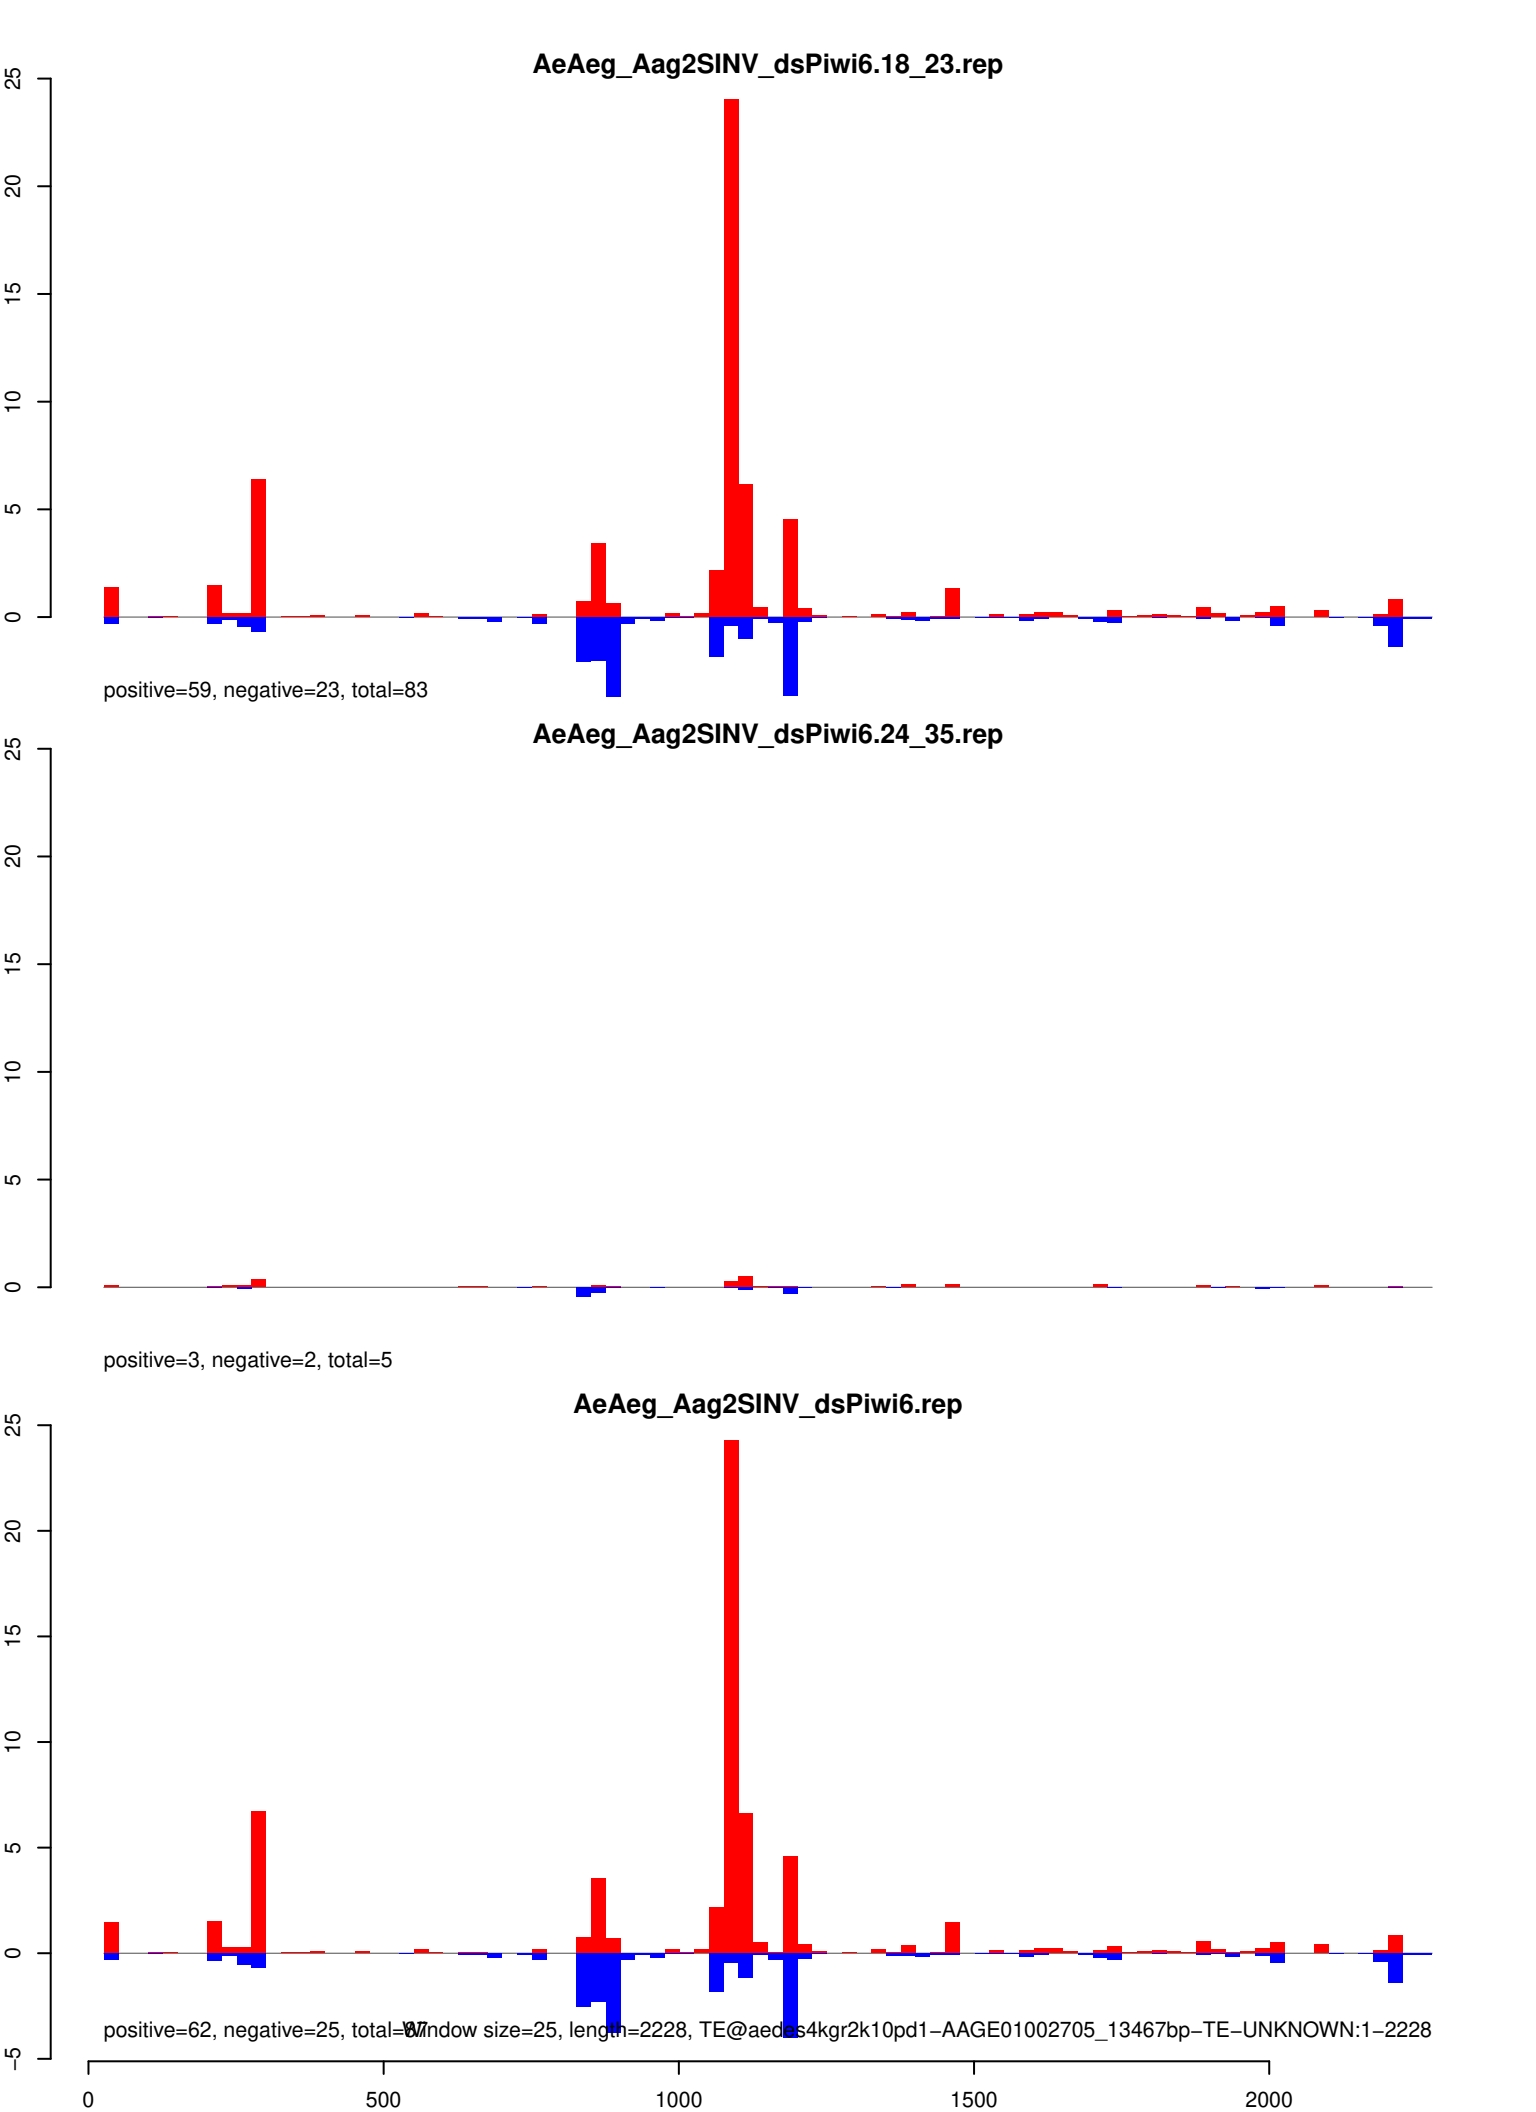 AeAeg_Aag2SINV_dsPiwi6.18_23.rep
25
20
15
10
5
0
positive=59, negative=23, total=83
AeAeg_Aag2SINV_dsPiwi6.24_35.rep
25
20
15
10
5
0
positive=3, negative=2, total=5
AeAeg_Aag2SINV_dsPiwi6.rep
25
20
15
10
5
0
−5
positive=62, negative=25, total=87
Window size=25, length=2228, TE@aedes4kgr2k10pd1−AAGE01002705_13467bp−TE−UNKNOWN:1−2228
0 500 1000 1500 2000